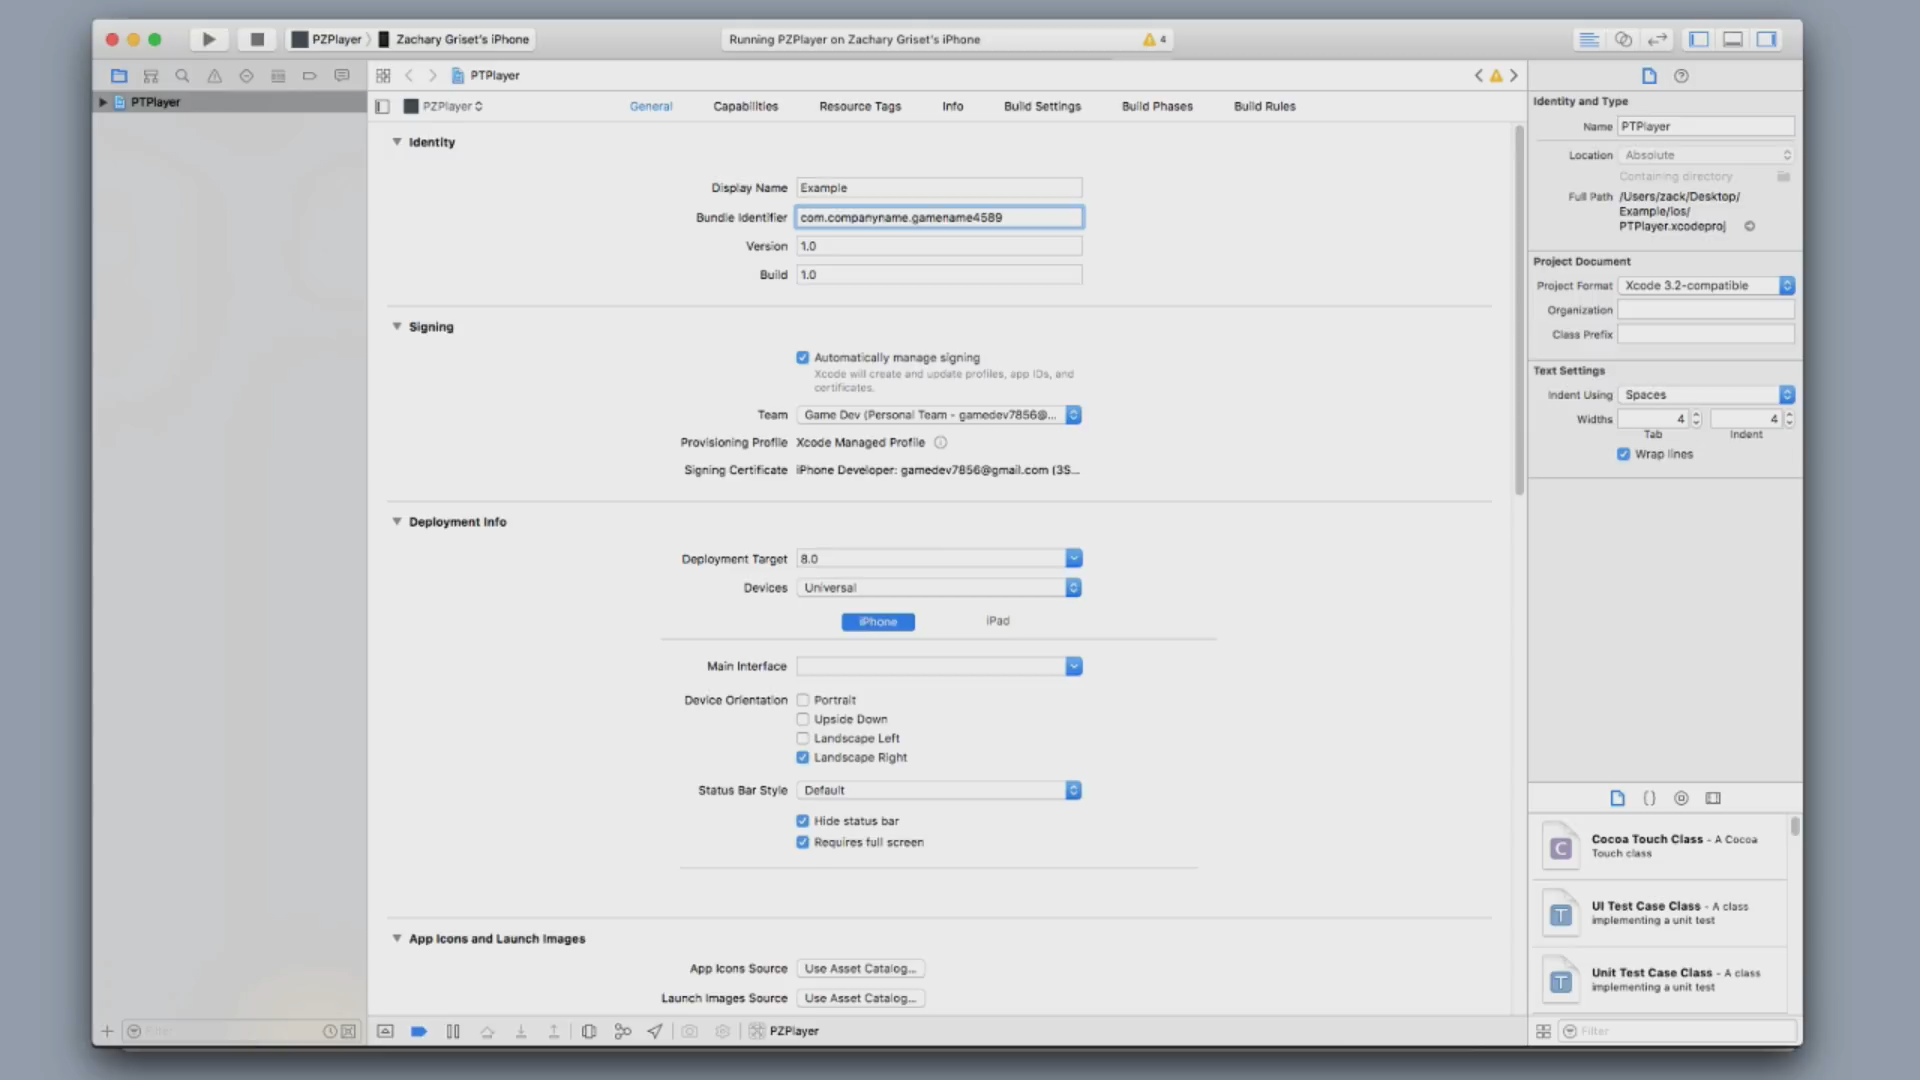 PZPlayer
Zachary Griset's iPhone
Running PZPlayer on Zachary Griset's iPhone
4
PTPlayer
PTPlayer
PZPlayer
General
Capabilities
Resource Tags
Info
Build Settings
Build Phases
Build Rules
Identity
Display Name
Example
Bundle Identifier
com.companyname.gamename4589
Version
1.0
Build
1.0
Signing
Automatically manage signing
Xcode will create and update profiles, app IDs, and
certificates.
Team
Game Dev (Personal Team - gamedev7856@...
Provisioning Profile
Xcode Managed Profile
Signing Certificate
iPhone Developer: gamedev7856@gmail.com (3S...
Deployment Info
Deployment Target
8.0
Devices
Universal
iPhone
iPad
Main Interface
Device Orientation
Portrait
Upside Down
Landscape Left
Landscape Right
Status Bar Style
Default
Hide status bar
Requires full screen
App Icons and Launch Images
App Icons Source
Use Asset Catalog...
Launch Images Source
Use Asset Catalog...
Filter
PZPlayer
Identity and Type
Name
PTPlayer
Location
Absolute
Containing directory
Full Path
/Users/zack/Desktop/
Example/ios/
PTPlayer.xcodeproj
Project Document
Project Format
Xcode 3.2-compatible
Organization
Class Prefix
Text Settings
Indent Using
Spaces
Widths
4
4
Tab
Indent
Wrap lines
{}
C
Cocoa Touch Class - A Cocoa
Touch class
T
UI Test Case Class - A class
implementing a unit test
T
Unit Test Case Class - A class
implementing a unit test
Filter